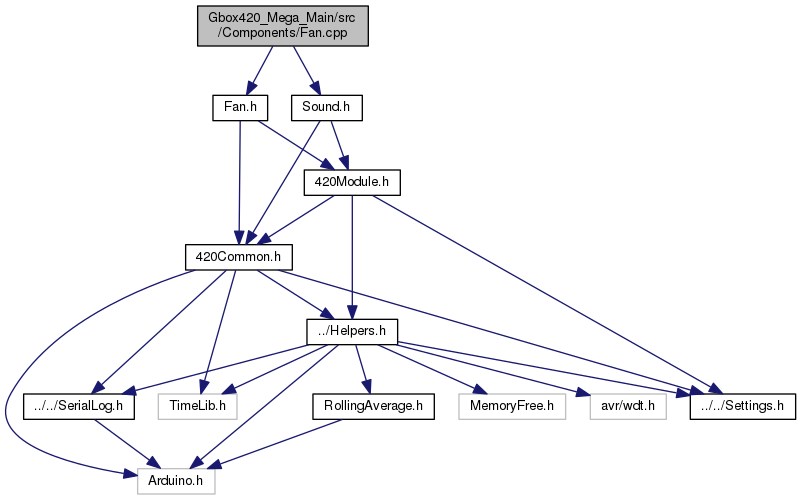 Gbox420_Mega_Main/src
/Components/Fan.cpp
Fan.h
Sound.h
420Module.h
420Common.h
../Helpers.h
../../SerialLog.h
TimeLib.h
RollingAverage.h
MemoryFree.h
avr/wdt.h
../../Settings.h
Arduino.h